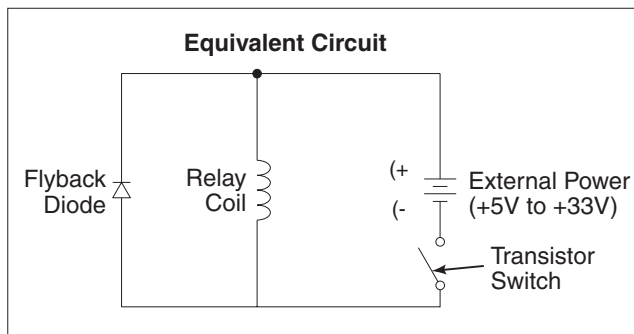 Equivalent Circuit
Flyback
Diode
Relay
Coil
(+
(-
External Power
(+5V to +33V)
Transistor
Switch